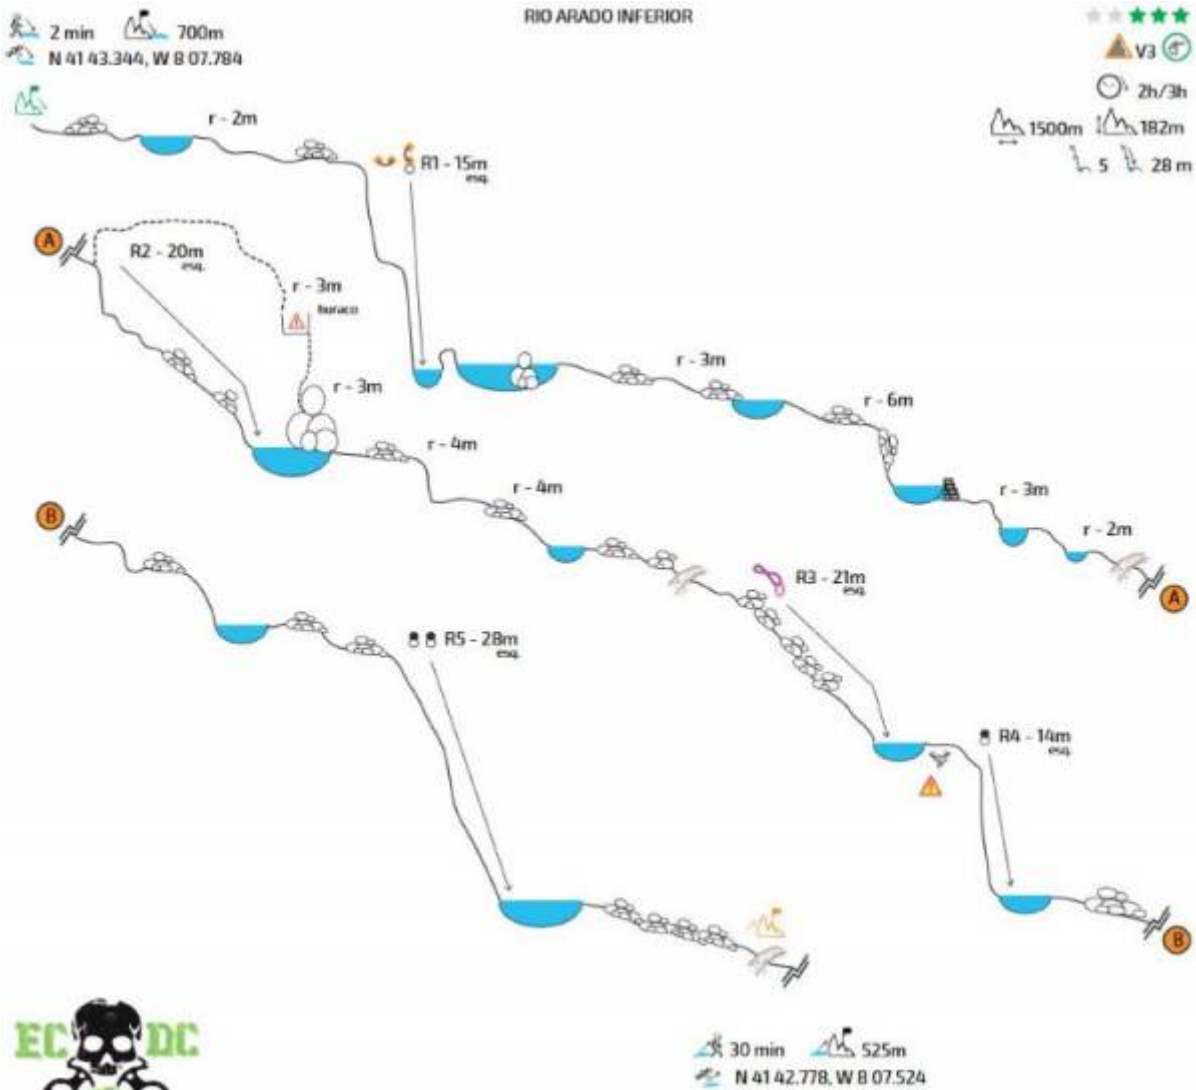 RIO ARADO INFERIOR
2 min 700m
N 41 43.344, W 8 07.784
V3
2h/3h
1500m 182m
5 28 m
r - 2m
R1 - 15m
esq.
A
R2 - 20m
esq.
r - 3m
buraco
r - 3m
r - 3m
r - 6m
r - 4m
r - 4m
r - 3m
r - 2m
A
B
R3 - 21m
esq.
R5 - 28m
esq.
R4 - 14m
esq.
B
EC DC
30 min 525m
N 41 42.778, W 8 07.524